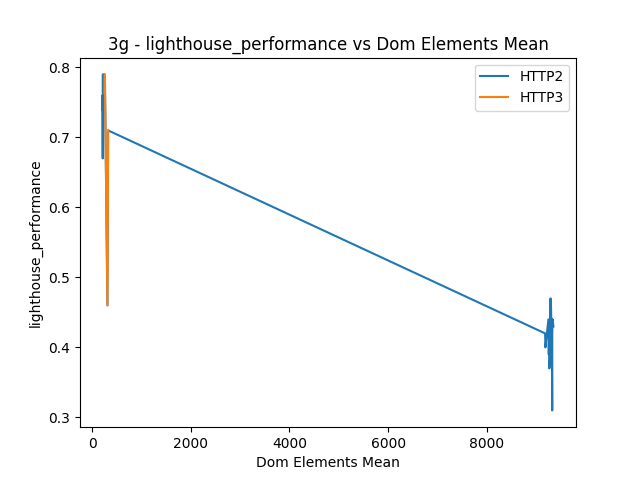 3g - lighthouse_performance vs Dom Elements Mean
HTTP2
HTTP3
lighthouse_performance
0.8
0.7
0.6
0.5
0.4
0.3
0 2000 4000 6000 8000
Dom Elements Mean